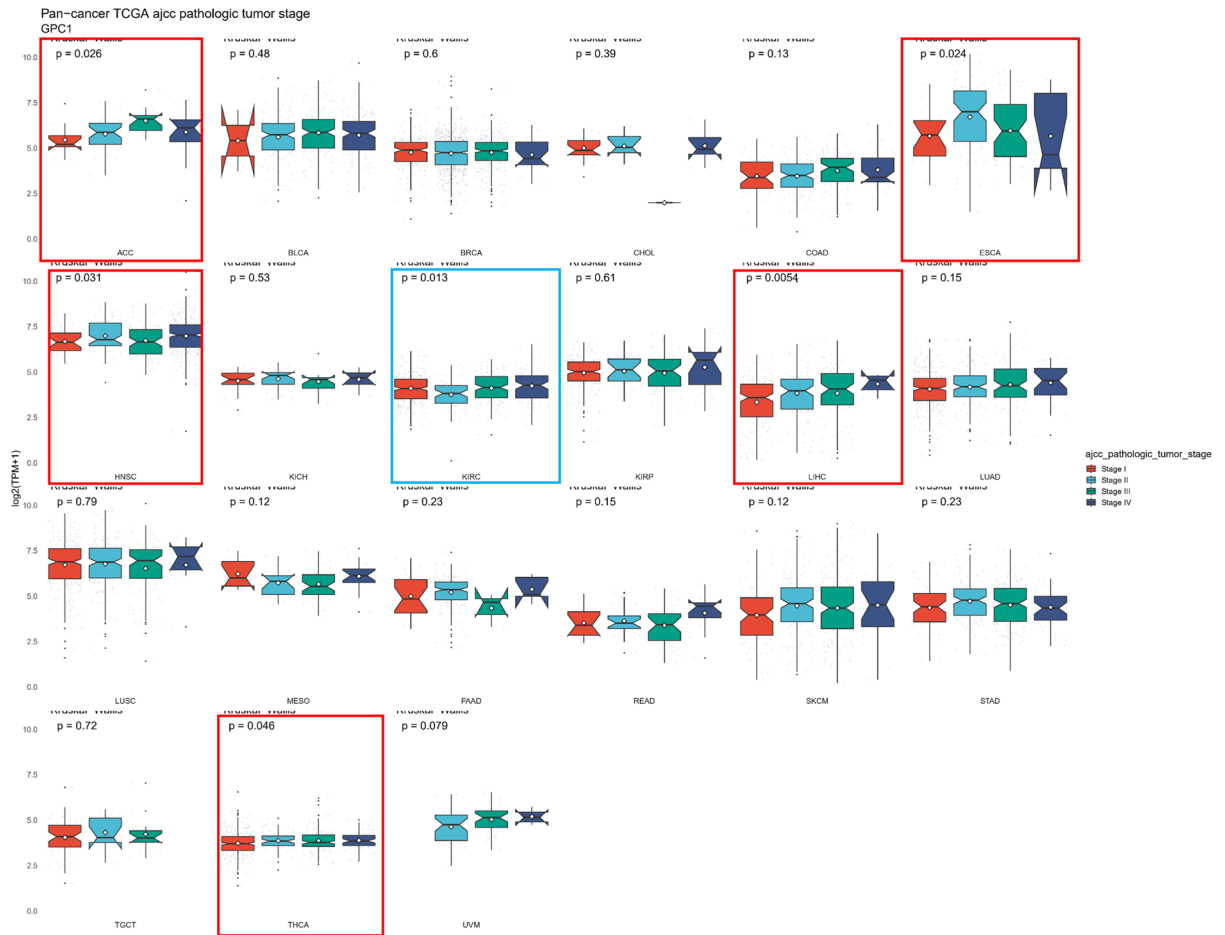 Pan−cancer TCGA ajcc pathologic tumor stage
GPC1
p = 0.026
p = 0.48
p = 0.6
p = 0.39
p = 0.13
p = 0.024
10.0
7.5
5.0
2.5
0.0
ACC
BLCA
BRCA
CHOL
COAD
ESCA
p = 0.031
p = 0.53
p = 0.013
p = 0.61
p = 0.0054
p = 0.15
10.0
7.5
5.0
2.5
0.0
HNSC
KICH
KIRC
KIRP
LIHC
LUAD
log2(TPM+1)
ajcc_pathologic_tumor_stage
Stage I
Stage II
Stage III
Stage IV
p = 0.79
p = 0.12
p = 0.23
p = 0.15
p = 0.12
p = 0.23
10.0
7.5
5.0
2.5
0.0
LUSC
MESO
PAAD
READ
SKCM
STAD
p = 0.72
p = 0.046
p = 0.079
10.0
7.5
5.0
2.5
0.0
TGCT
THCA
UVM